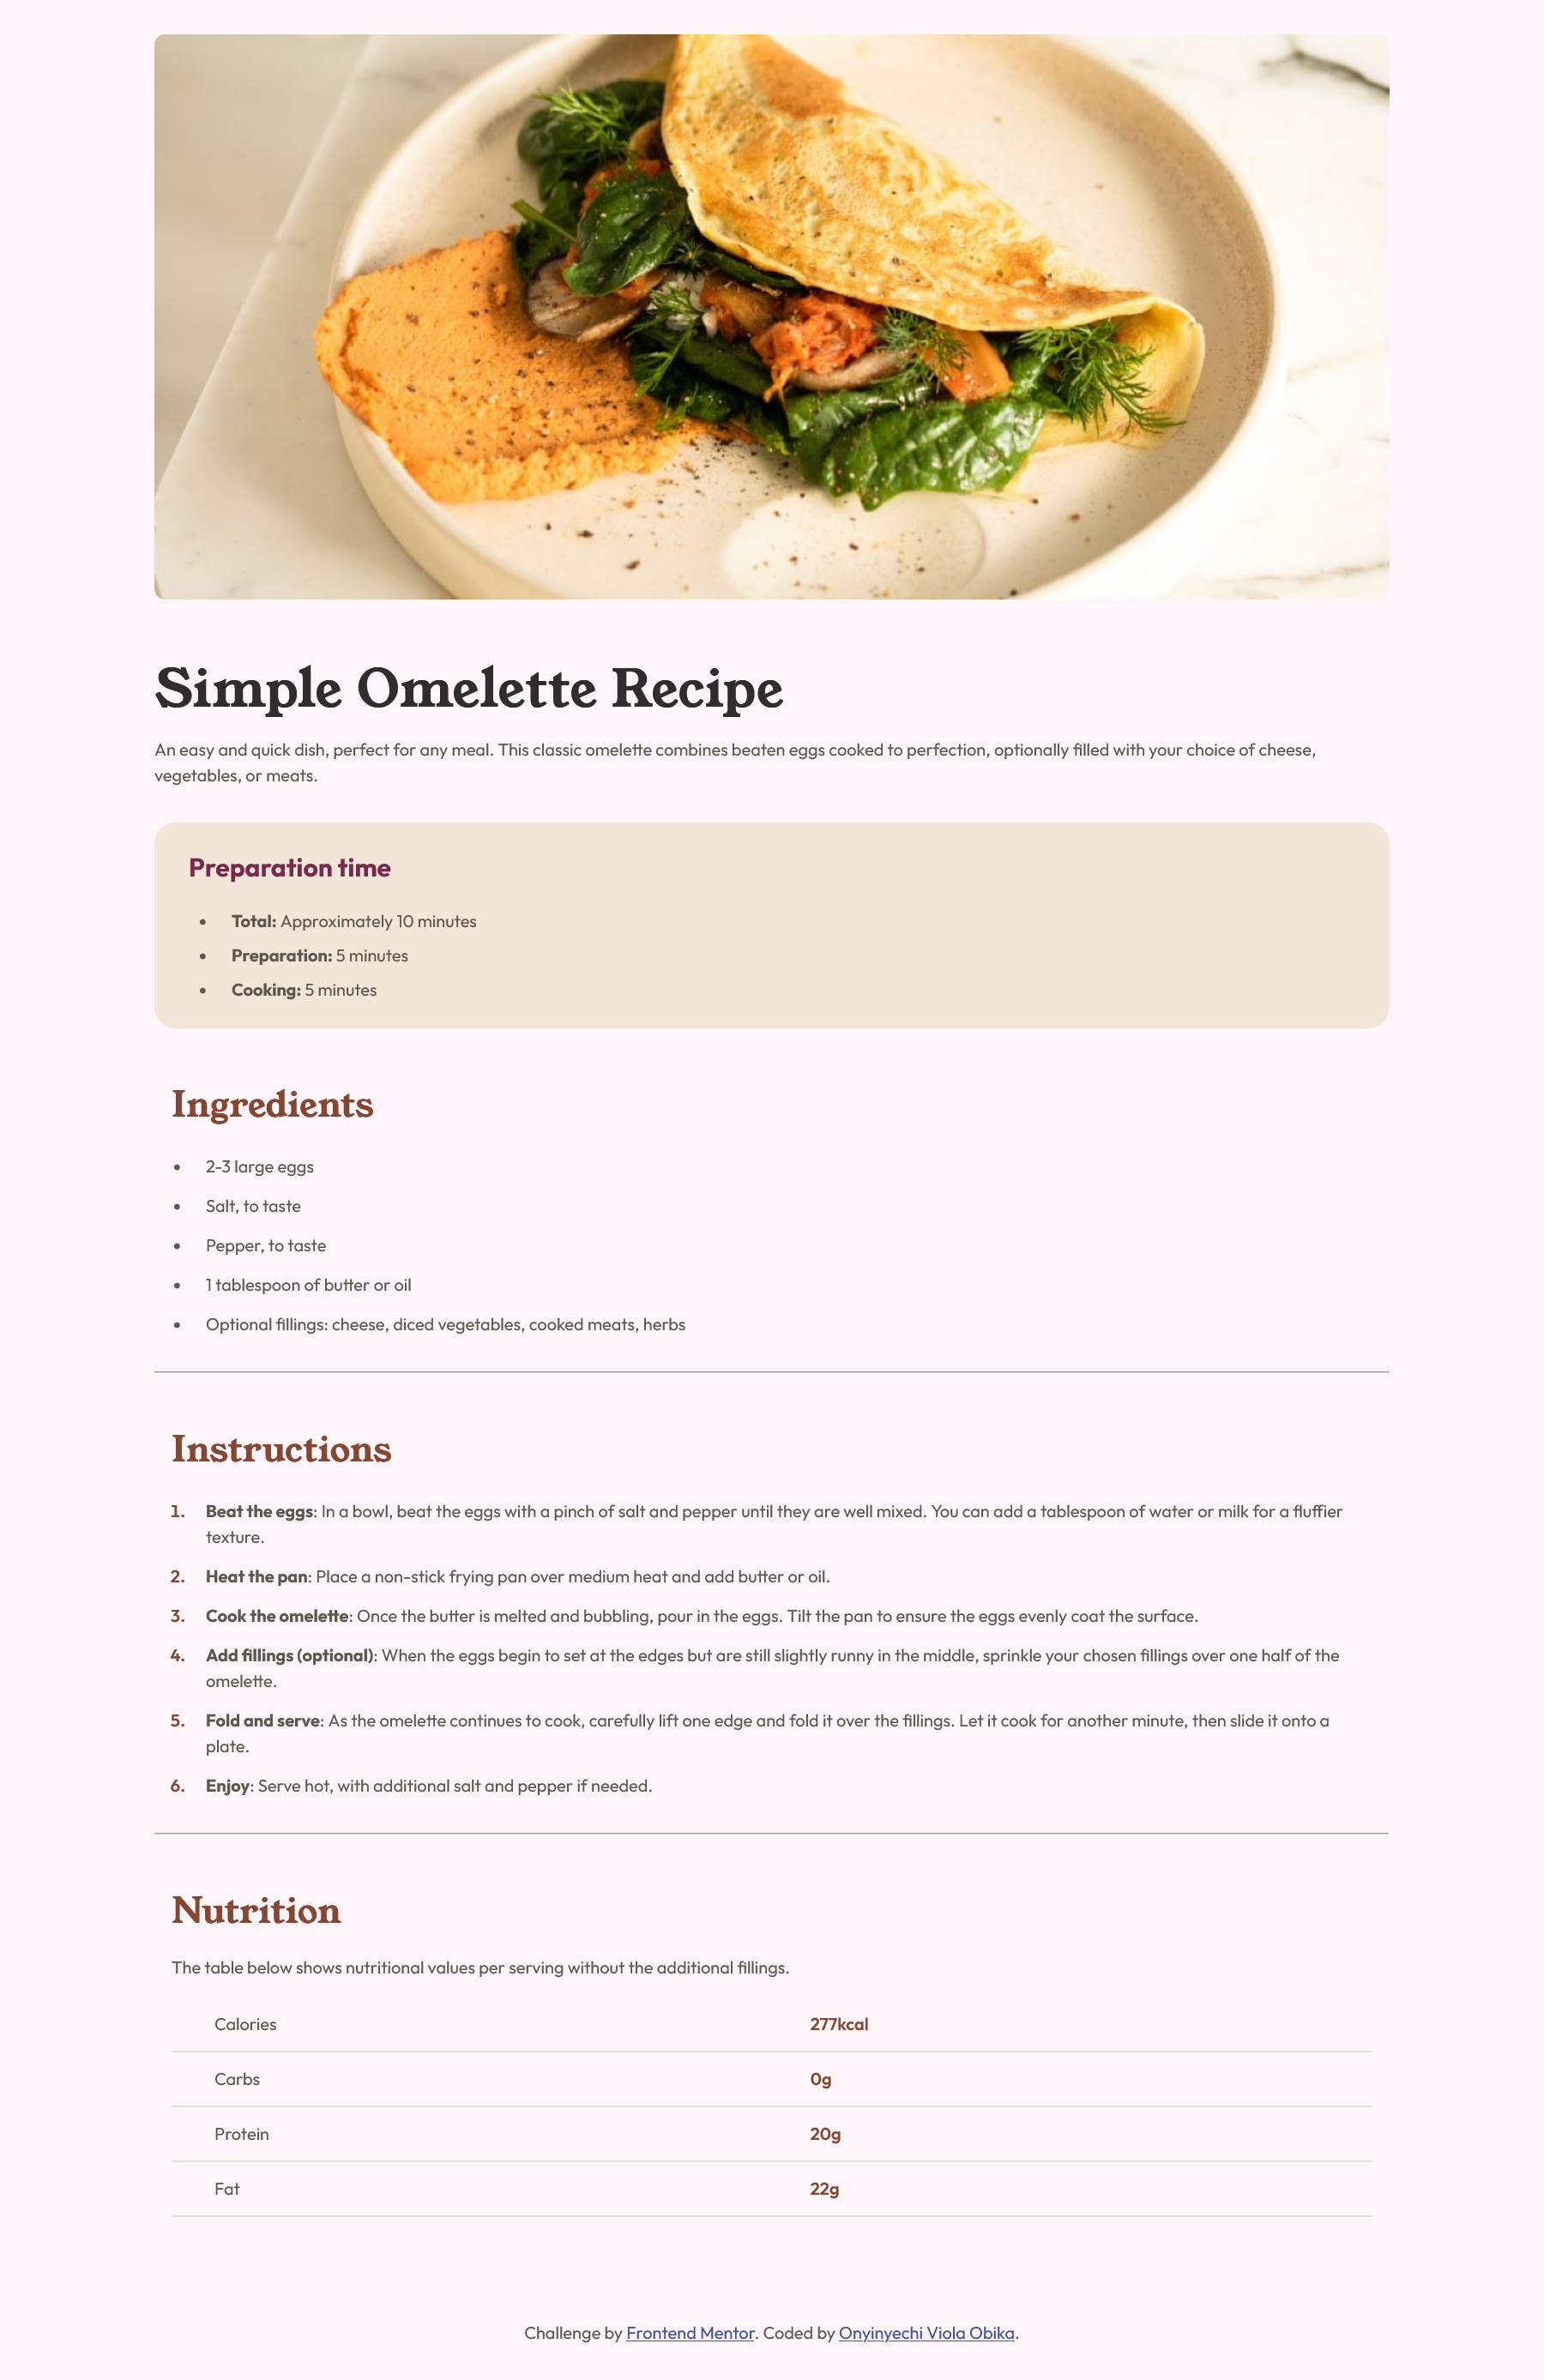 Simple Omelette Recipe
An easy and quick dish, perfect for any meal. This classic omelette combines beaten eggs cooked to perfection, optionally filled with your choice of cheese,
vegetables, or meats.
Preparation time
• Total: Approximately 10 minutes
• Preparation: 5 minutes
• Cooking: 5 minutes
Ingredients
• 2-3 large eggs
• Salt, to taste
• Pepper, to taste
• 1 tablespoon of butter or oil
• Optional fillings: cheese, diced vegetables, cooked meats, herbs
Instructions
1. Beat the eggs: In a bowl, beat the eggs with a pinch of salt and pepper until they are well mixed. You can add a tablespoon of water or milk for a fluffier
texture.
2. Heat the pan: Place a non-stick frying pan over medium heat and add butter or oil.
3. Cook the omelette: Once the butter is melted and bubbling, pour in the eggs. Tilt the pan to ensure the eggs evenly coat the surface.
4. Add fillings (optional): When the eggs begin to set at the edges but are still slightly runny in the middle, sprinkle your chosen fillings over one half of the
omelette.
5. Fold and serve: As the omelette continues to cook, carefully lift one edge and fold it over the fillings. Let it cook for another minute, then slide it onto a
plate.
6. Enjoy: Serve hot, with additional salt and pepper if needed.
Nutrition
The table below shows nutritional values per serving without the additional fillings.
Calories 277kcal
Carbs 0g
Protein 20g
Fat 22g
Challenge by Frontend Mentor. Coded by Onyinyechi Viola Obika.